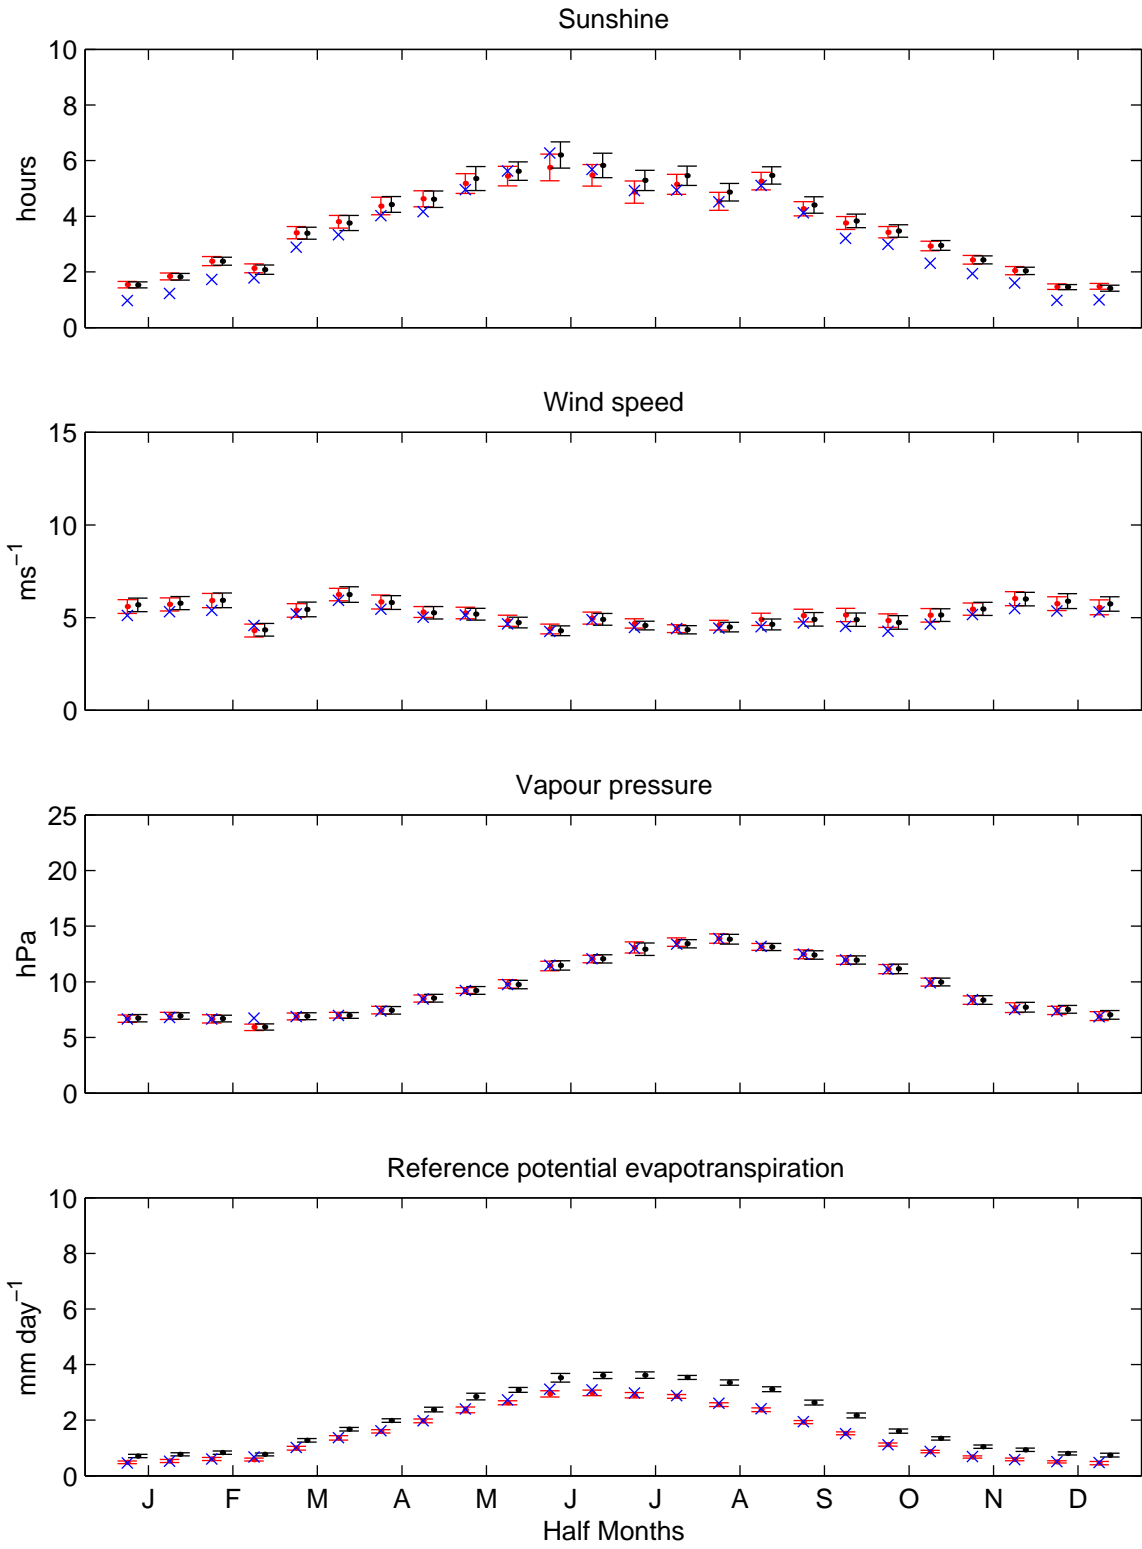 Sunshine
10
8
6
4
2
0
hours
Wind speed
15
10
5
0
ms−1
Vapour pressure
25
20
15
10
5
0
hPa
Reference potential evapotranspiration
10
8
6
4
2
0
mm day−1
J F M A M J J A S O N D
Half Months